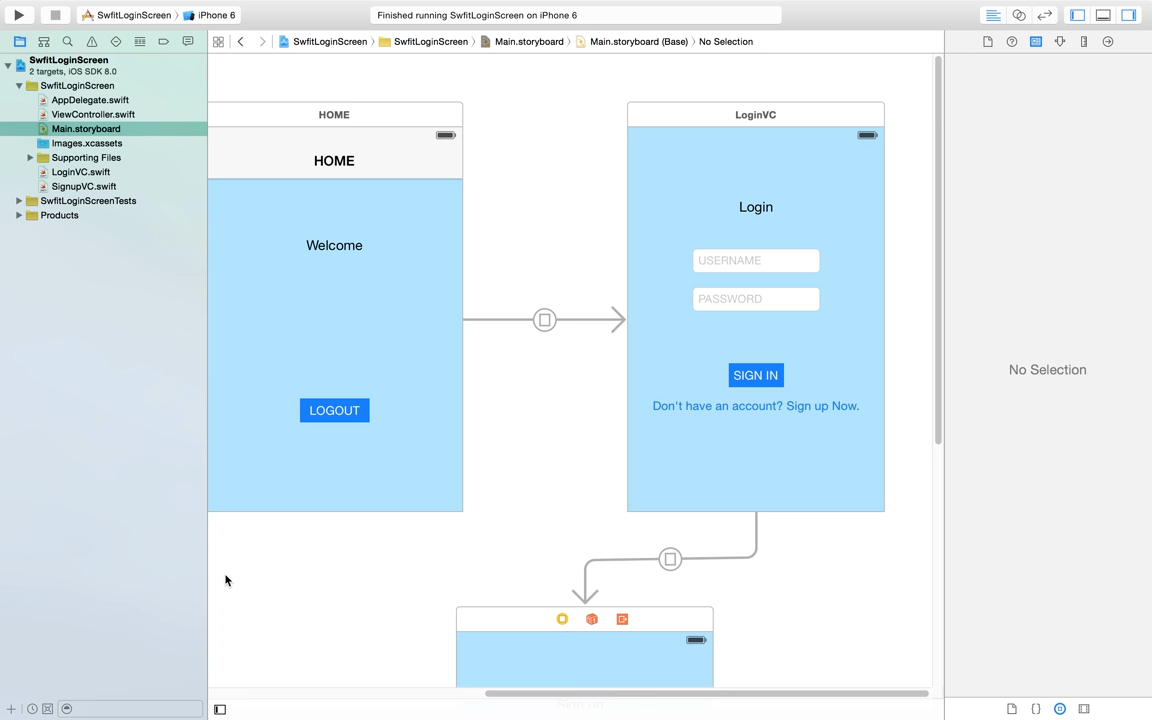 SwfitLoginScreen 〉 iPhone 6
Finished running SwfitLoginScreen on iPhone 6
SwfitLoginScreen 〉 SwfitLoginScreen 〉 Main.storyboard 〉 Main.storyboard (Base) 〉 No Selection
SwfitLoginScreen
2 targets, iOS SDK 8.0
SwfitLoginScreen
AppDelegate.swift
ViewController.swift
Main.storyboard
Images.xcassets
Supporting Files
LoginVC.swift
SignupVC.swift
SwfitLoginScreenTests
Products
HOME
HOME
Welcome
LOGOUT
LoginVC
Login
USERNAME
PASSWORD
SIGN IN
Don't have an account? Sign up Now.
No Selection